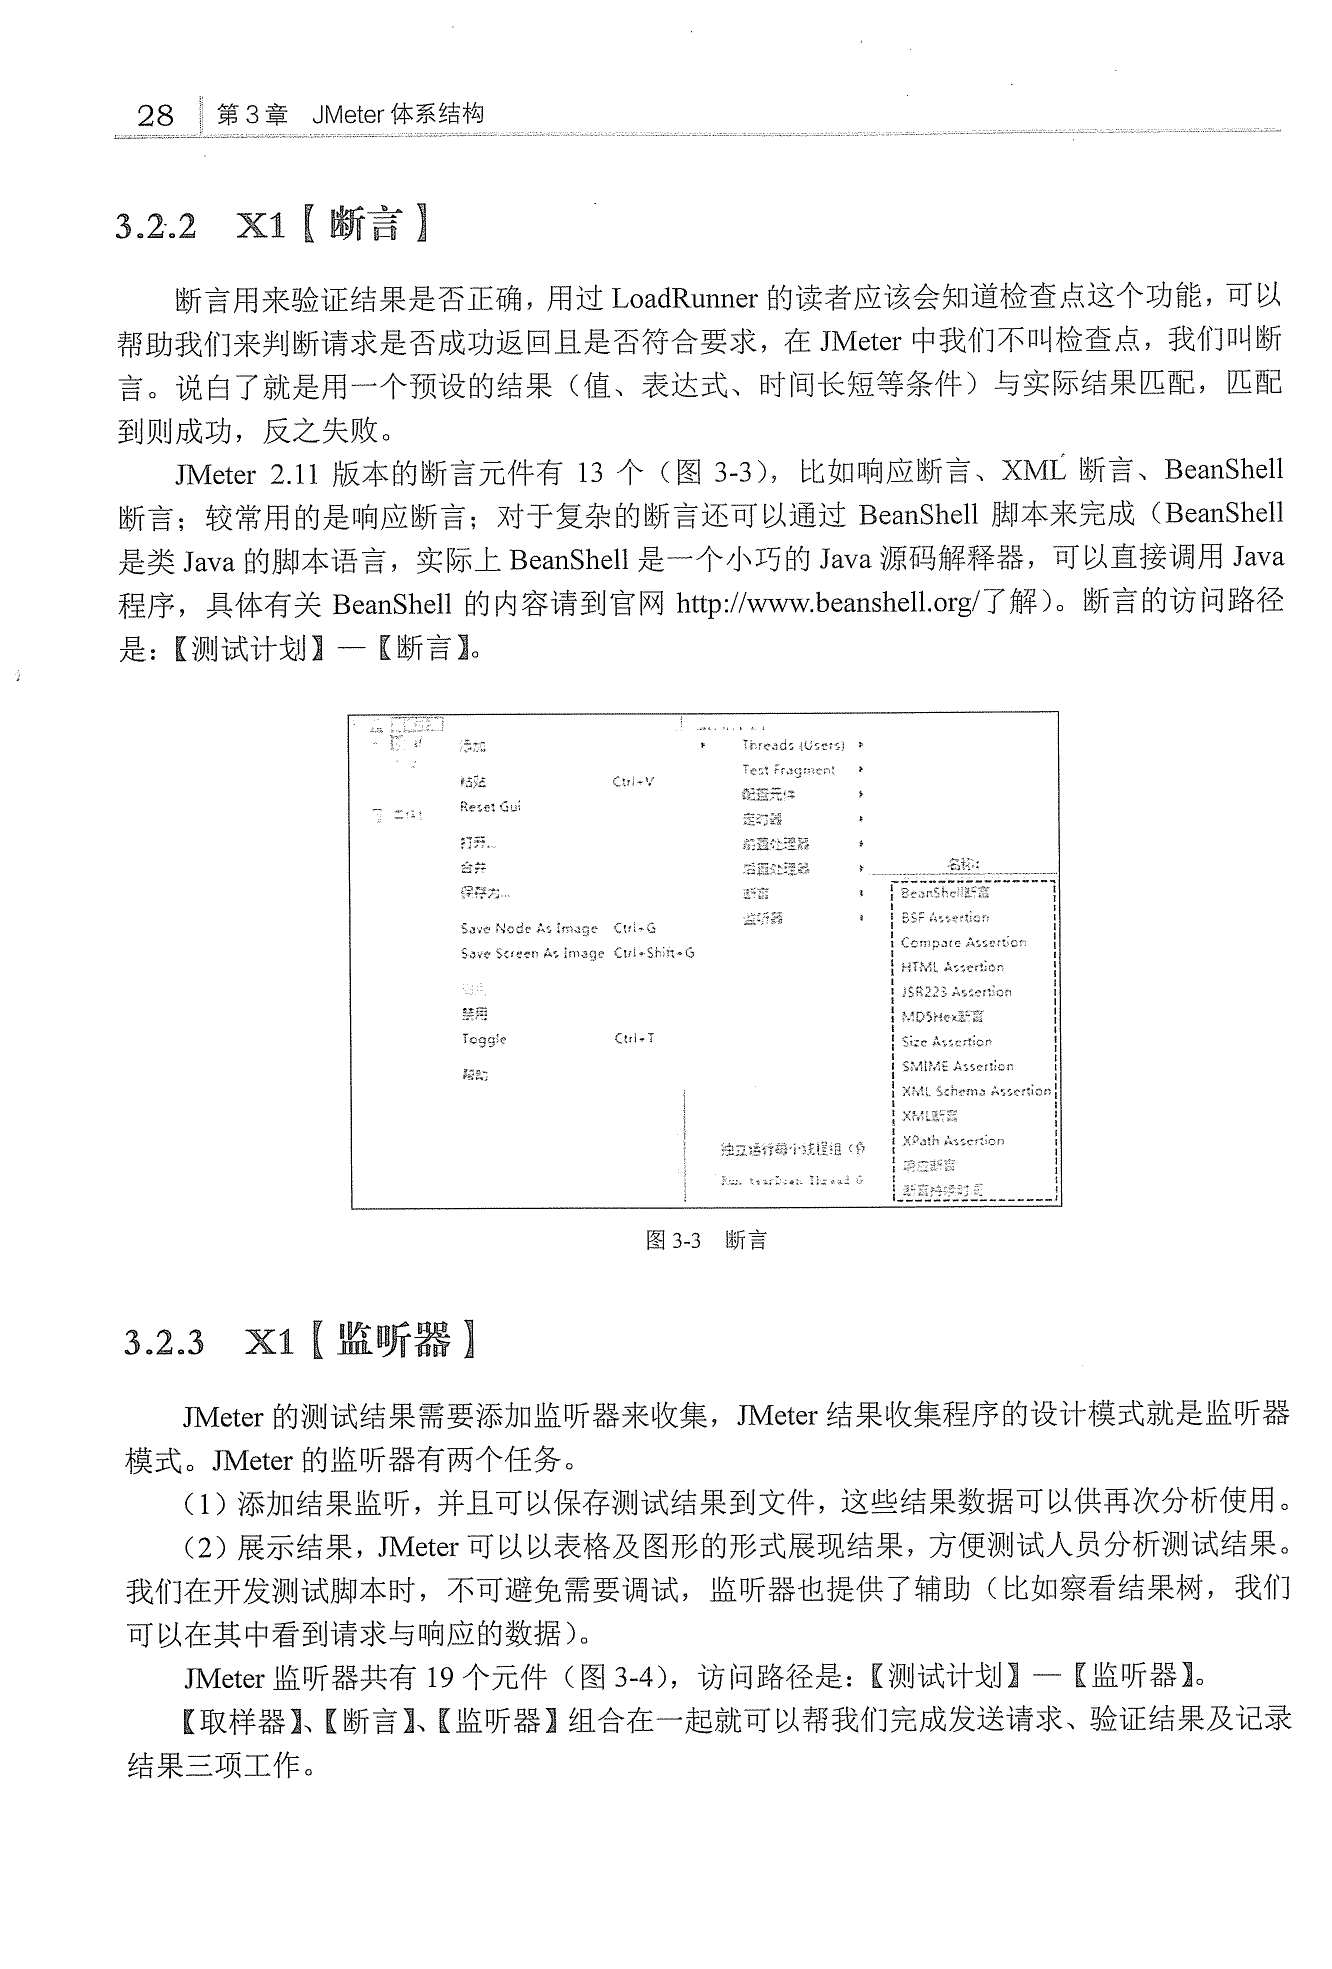 28 第3章 JMeter体系结构
3.2.2 X1【断言】
断言用来验证结果是否正确，用过 LoadRunner 的读者应该会知道检查点这个功能，可以
帮助我们来判断请求是否成功返回且是否符合要求，在 JMeter 中我们不叫检查点，我们叫断
言。说白了就是用一个预设的结果（值、表达式、时间长短等条件）与实际结果匹配，匹配
到则成功，反之失败。
JMeter 2.11 版本的断言元件有 13 个（图 3-3），比如响应断言、XML 断言、BeanShell
断言；较常用的是响应断言；对于复杂的断言还可以通过 BeanShell 脚本来完成（BeanShell
是类 Java 的脚本语言，实际上 BeanShell 是一个小巧的 Java 源码解释器，可以直接调用 Java
程序，具体有关 BeanShell 的内容请到官网 http://www.beanshell.org/了解）。断言的访问路径
是：【测试计划】—【断言】。
添加
粘贴 Ctrl+V
Reset Gui
打开...
合并
保存为...
Save Node As Image Ctrl+G
Save Screen As Image Ctrl+Shift+G
禁用
Toggle Ctrl+T
帮助
Threads (Users)
Test Fragment
配置元件
定时器
前置处理器
后置处理器
断言
监听器
名称:
BeanShell断言
BSF Assertion
Compare Assertion
HTML Assertion
JSR223 Assertion
MD5Hex断言
Size Assertion
SMIME Assertion
XML Schema Assertion
XML断言
XPath Assertion
响应断言
断言持续时间
独立运行每个线程组（
图 3-3 断言
3.2.3 X1【监听器】
JMeter 的测试结果需要添加监听器来收集，JMeter 结果收集程序的设计模式就是监听器
模式。JMeter 的监听器有两个任务。
（1）添加结果监听，并且可以保存测试结果到文件，这些结果数据可以供再次分析使用。
（2）展示结果，JMeter 可以以表格及图形的形式展现结果，方便测试人员分析测试结果。
我们在开发测试脚本时，不可避免需要调试，监听器也提供了辅助（比如察看结果树，我们
可以在其中看到请求与响应的数据）。
JMeter 监听器共有 19 个元件（图 3-4），访问路径是：【测试计划】—【监听器】。
【取样器】、【断言】、【监听器】组合在一起就可以帮我们完成发送请求、验证结果及记录
结果三项工作。